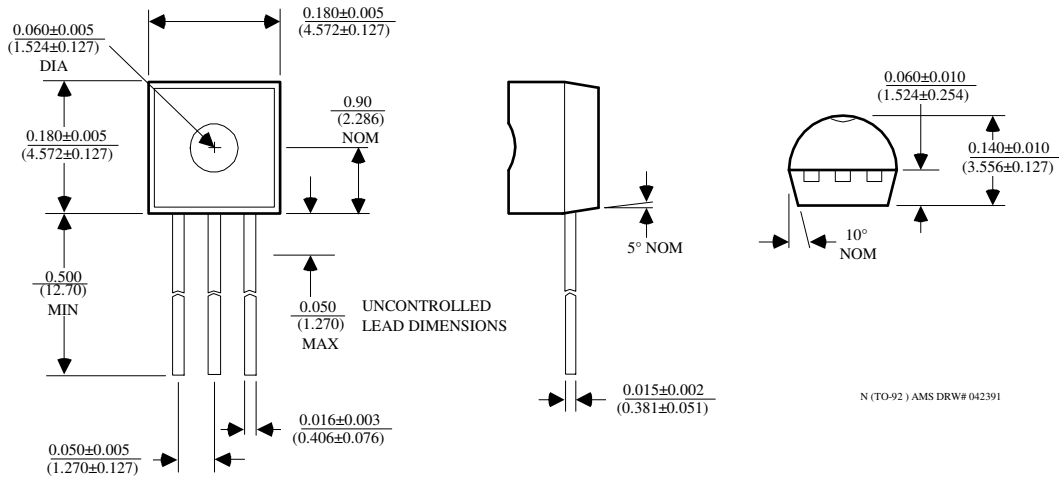 0.060±0.005
(1.524±0.127)
DIA
0.180±0.005
(4.572±0.127)
0.180±0.005
(4.572±0.127)
0.90
(2.286)
NOM
0.500
(12.70)
MIN
0.050
(1.270)
MAX
UNCONTROLLED
LEAD DIMENSIONS
0.016±0.003
(0.406±0.076)
0.050±0.005
(1.270±0.127)
5° NOM
0.015±0.002
(0.381±0.051)
0.060±0.010
(1.524±0.254)
0.140±0.010
(3.556±0.127)
10°
NOM
N (TO-92 ) AMS DRW# 042391